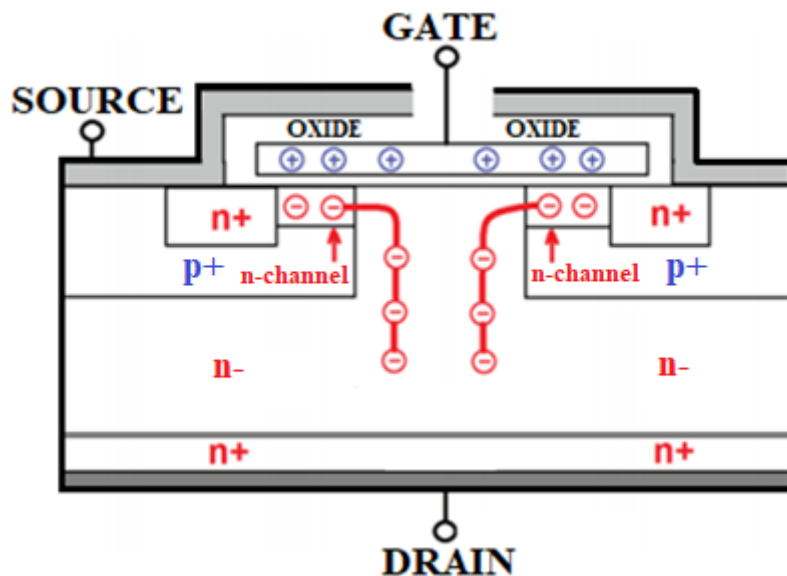 GATE
SOURCE
OXIDE OXIDE
n+ n+
p+ n-channel n-channel p+
n- n-
n+ n+
DRAIN